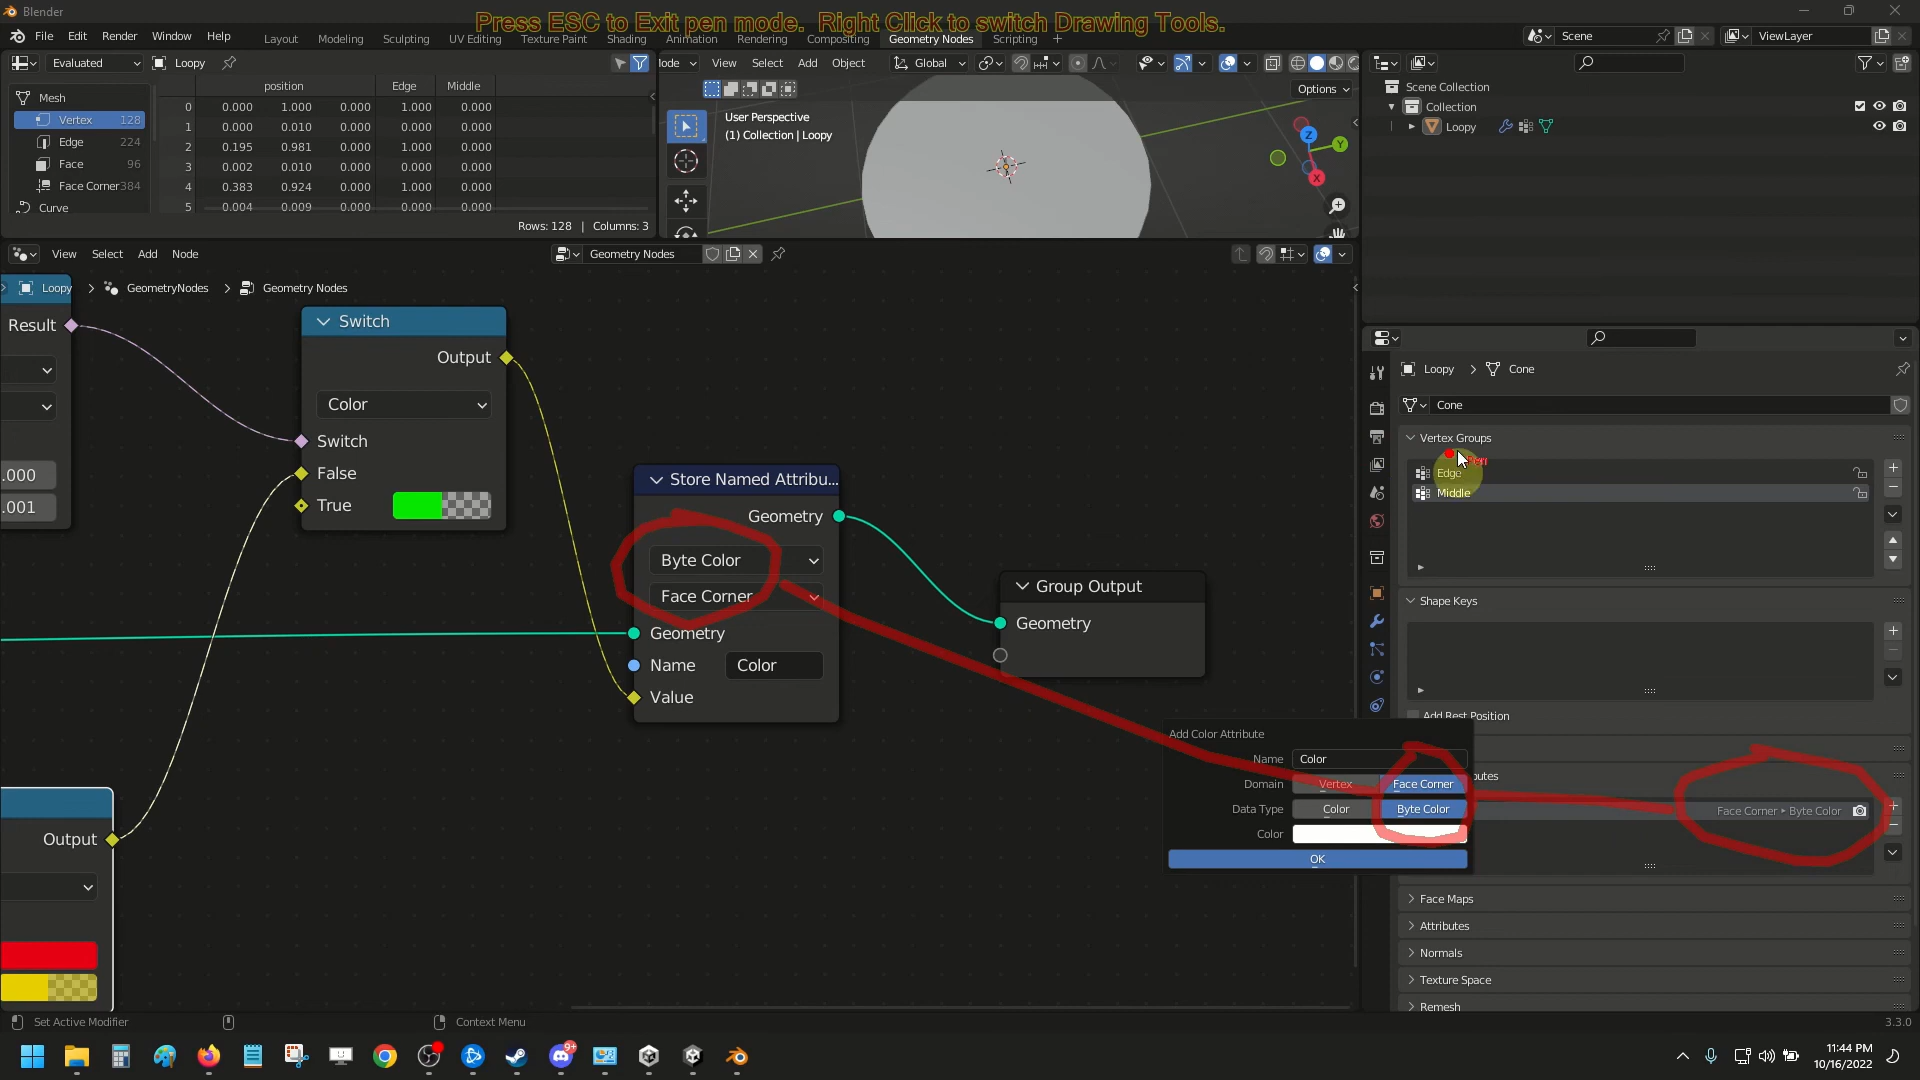 Blender
Press ESC to Exit pen mode. Right Click to switch Drawing Tools.
File Edit Render Window Help Layout Modeling Sculpting UV Editing Texture Paint Shading Animation Rendering Compositing Geometry Nodes Scripting Scene ViewLayer
Evaluated Loopy
position Edge Middle
Mesh
Vertex 128
Edge 224
Face 96
Face Corner 384
Curve
0 0.000 1.000 0.000 1.000 0.000
1 0.000 0.010 0.000 0.000 0.000
2 0.195 0.981 0.000 1.000 0.000
3 0.002 0.010 0.000 0.000 0.000
4 0.383 0.924 0.000 1.000 0.000
5 0.004 0.009 0.000 0.000 0.000
Rows: 128 | Columns: 3
ode View Select Add Object Global
Options
User Perspective
(1) Collection | Loopy
Z
Y
X
Scene Collection
Collection
Loopy
View Select Add Node Geometry Nodes
Loopy > GeometryNodes > Geometry Nodes
Result
.000
.001
Switch
Output
Color
Switch
False
True
Store Named Attribu...
Geometry
Byte Color
Face Corner
Geometry
Name Color
Value
Group Output
Geometry
Output
Add Color Attribute
Name Color
Domain Vertex Face Corner
Data Type Color Byte Color
Color
OK
Loopy > Cone
Cone
Vertex Groups
Pen
Edge
Middle
Shape Keys
Add Rest Position
butes
Face Corner ▸ Byte Color
Face Maps
Attributes
Normals
Texture Space
Remesh
Set Active Modifier Context Menu 3.3.0
9+
11:44 PM
10/16/2022